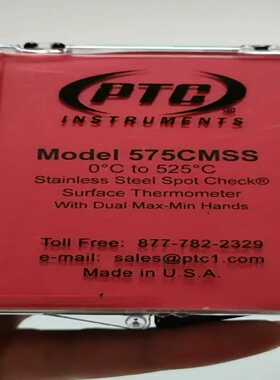 PTC®
INSTRUMENTS
Model 575CMSS
0°C to 525°C
Stainless Steel Spot Check®
Surface Thermometer
With Dual Max-Min Hands
Toll Free: 877-782-2329
e-mail: sales@ptc1.com
Made in U.S.A.